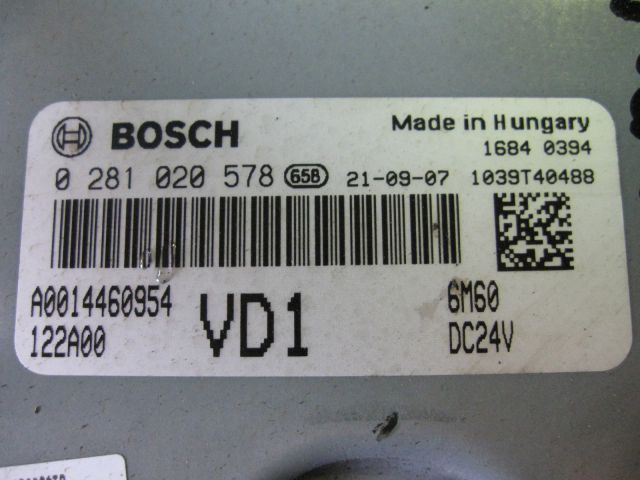 BOSCH Made in Hungary
1684 0394
0 281 020 578 65B 21-09-07 1039T40488
A0014460954 VD1 6M60
122A00 DC24V